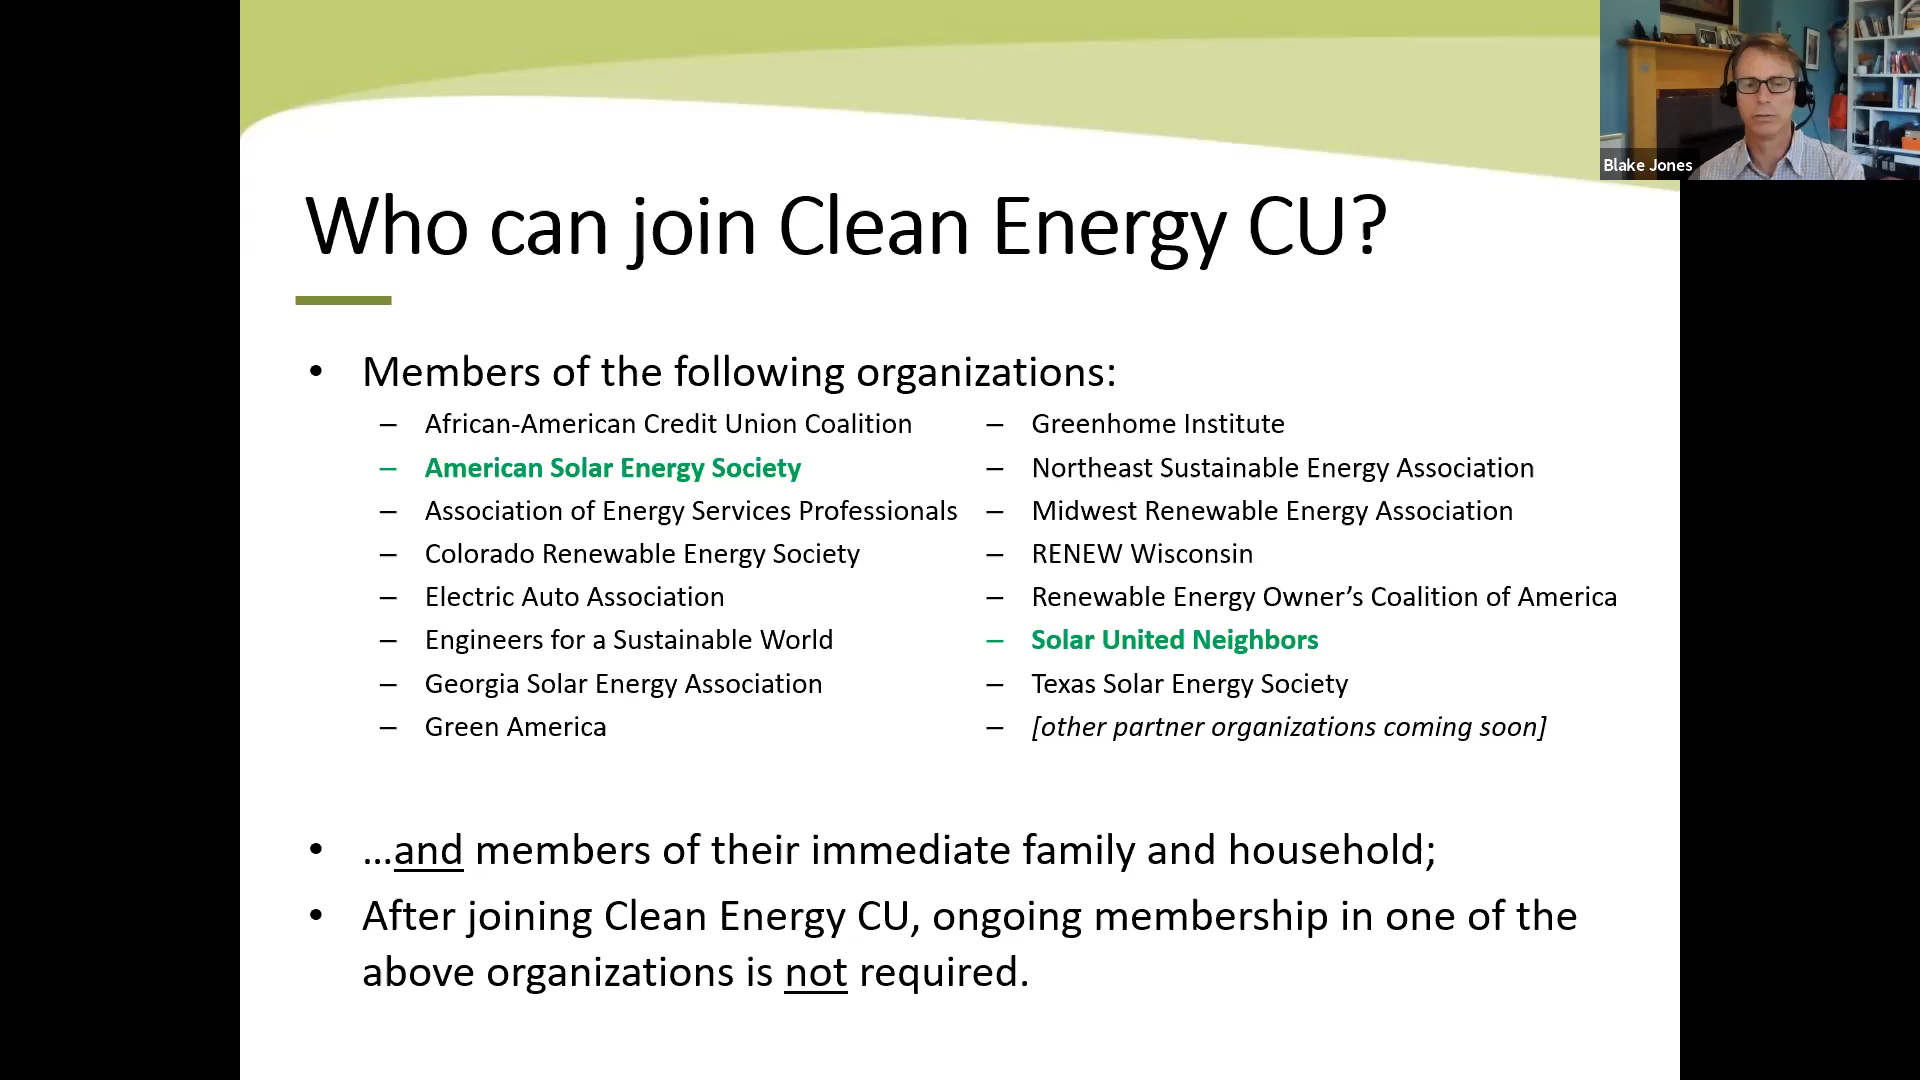 Blake Jones
Who can join Clean Energy CU?
• Members of the following organizations:
– African-American Credit Union Coalition
– American Solar Energy Society
– Association of Energy Services Professionals
– Colorado Renewable Energy Society
– Electric Auto Association
– Engineers for a Sustainable World
– Georgia Solar Energy Association
– Green America
– Greenhome Institute
– Northeast Sustainable Energy Association
– Midwest Renewable Energy Association
– RENEW Wisconsin
– Renewable Energy Owner’s Coalition of America
– Solar United Neighbors
– Texas Solar Energy Society
– [other partner organizations coming soon]
• …and members of their immediate family and household;
• After joining Clean Energy CU, ongoing membership in one of the
above organizations is not required.